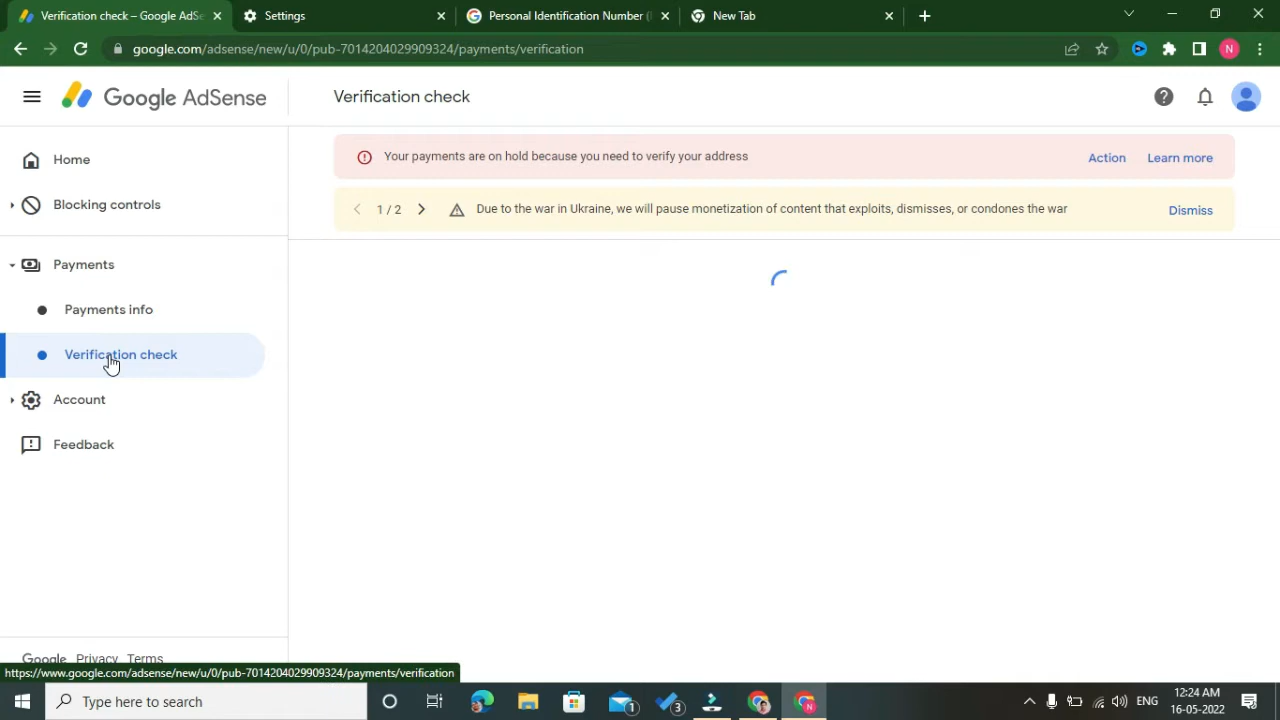 Verification check – Google AdSe
Settings
Personal Identification Number (
New Tab
google.com/adsense/new/u/0/pub-7014204029909324/payments/verification
N
Google AdSense
Verification check
Home
Your payments are on hold because you need to verify your address
Action
Learn more
Blocking controls
1 / 2
Due to the war in Ukraine, we will pause monetization of content that exploits, dismisses, or condones the war
Dismiss
Payments
Payments info
Verification check
Account
Feedback
Google Privacy Terms
https://www.google.com/adsense/new/u/0/pub-7014204029909324/payments/verification
Type here to search
1
3
N
ENG
12:24 AM
16-05-2022